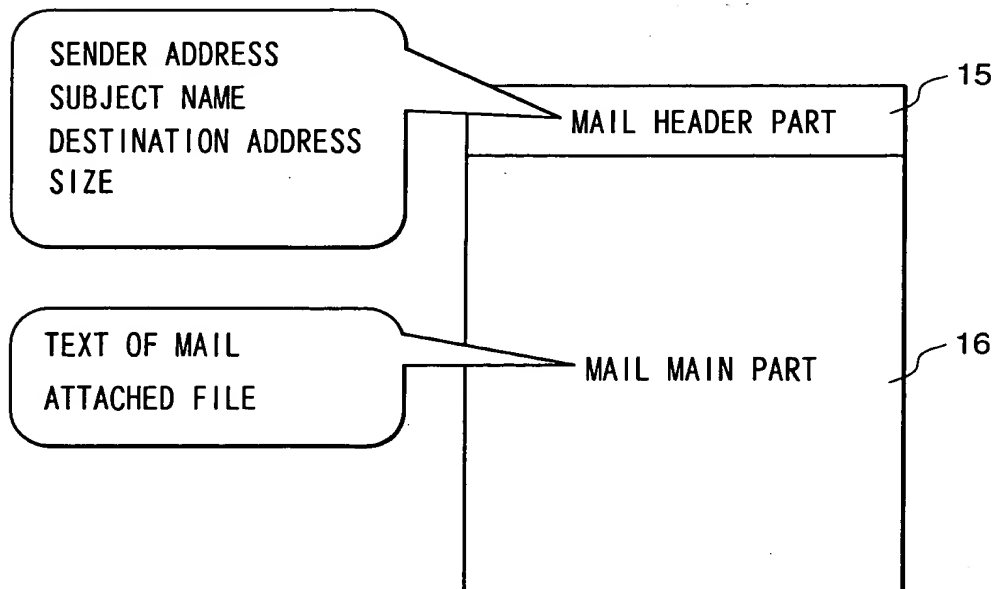 SENDER ADDRESS
SUBJECT NAME
DESTINATION ADDRESS
SIZE
15
MAIL HEADER PART
TEXT OF MAIL
ATTACHED FILE
MAIL MAIN PART
16